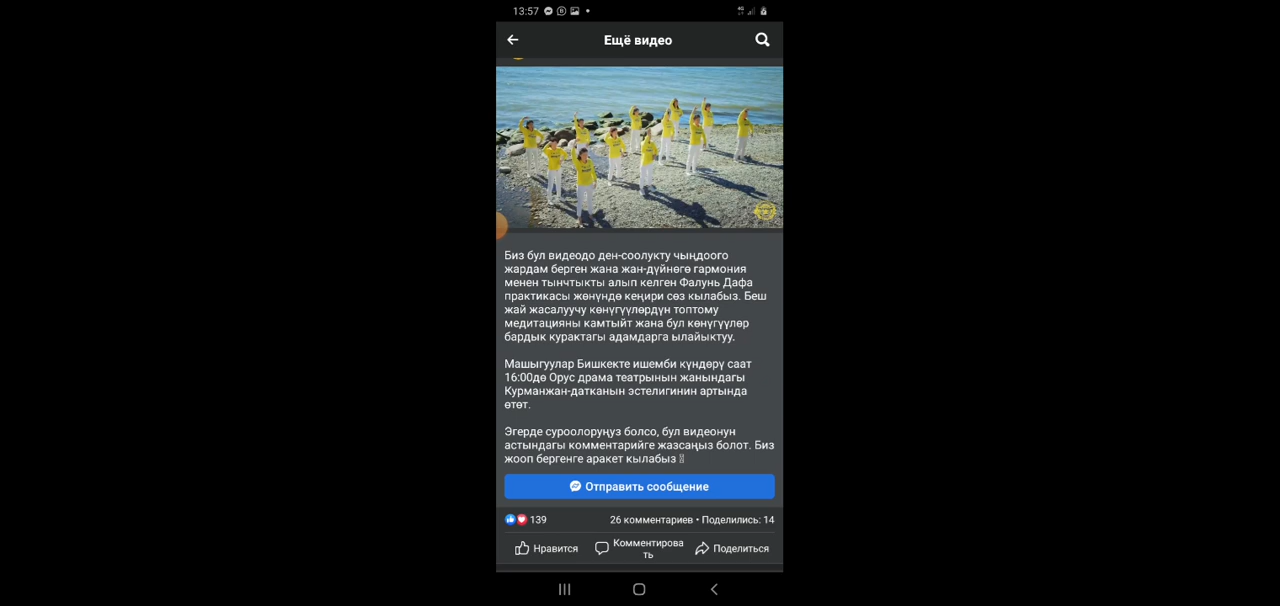 13:57
4G
Ещё видео
Биз бул видеодо ден-соолукту чыңдоого
жардам берген жана жан-дүйнөгө гармония
менен тынчтыкты алып келген Фалунь Дафа
практикасы жөнүндө кеңири сөз кылабыз. Беш
жай жасалуучу көнүгүүлөрдүн топтому
медитацияны камтыйт жана бул көнүгүүлөр
бардык курактагы адамдарга ылайыктуу.
Машыгуулар Бишкекте ишемби күндөрү саат
16:00дө Орус драма театрынын жанындагы
Курманжан-датканын эстелигинин артында
өтөт.
Эгерде суроолоруңуз болсо, бул видеонун
астындагы комментарийге жазсаңыз болот. Биз
жооп бергенге аракет кылабыз
Отправить сообщение
139
26 комментариев • Поделились: 14
Нравится
Комментирова
ть
Поделиться